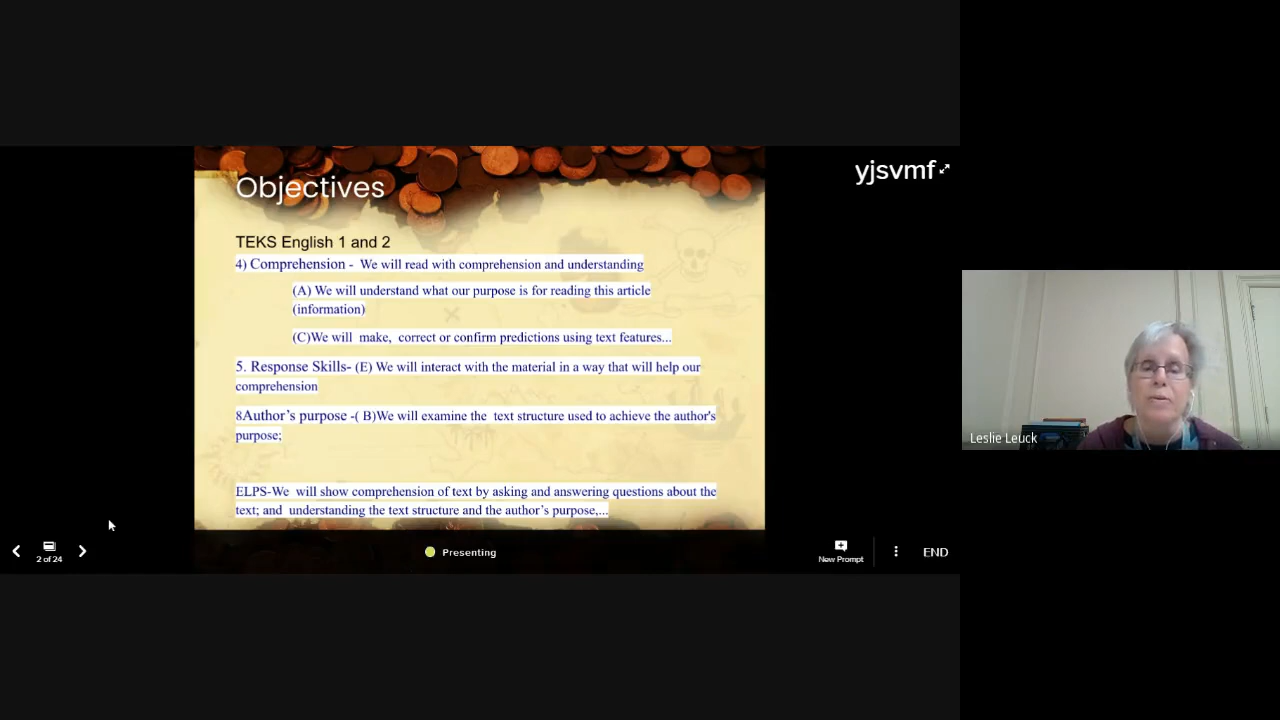 Objectives
yjsvmf
TEKS English 1 and 2
4) Comprehension - We will read with comprehension and understanding
(A) We will understand what our purpose is for reading this article
(information)
(C)We will make, correct or confirm predictions using text features...
5. Response Skills- (E) We will interact with the material in a way that will help our
comprehension
8Author's purpose -( B)We will examine the text structure used to achieve the author's
purpose;
ELPS-We will show comprehension of text by asking and answering questions about the
text; and understanding the text structure and the author's purpose,...
2 of 24
Presenting
New Prompt
END
Leslie Leuck